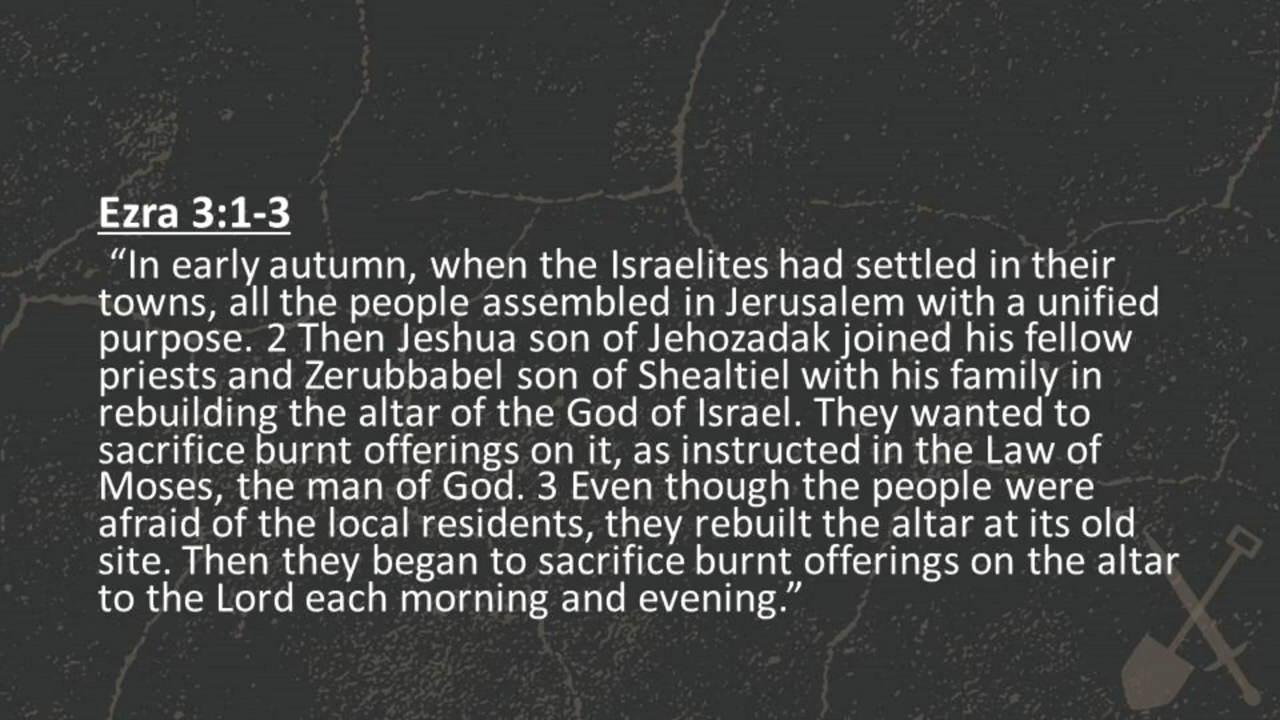 Ezra 3:1-3
“In early autumn, when the Israelites had settled in their
towns, all the people assembled in Jerusalem with a unified
purpose. 2 Then Jeshua son of Jehozadak joined his fellow
priests and Zerubbabel son of Shealtiel with his family in
rebuilding the altar of the God of Israel. They wanted to
sacrifice burnt offerings on it, as instructed in the Law of
Moses, the man of God. 3 Even though the people were
afraid of the local residents, they rebuilt the altar at its old
site. Then they began to sacrifice burnt offerings on the altar
to the Lord each morning and evening.”